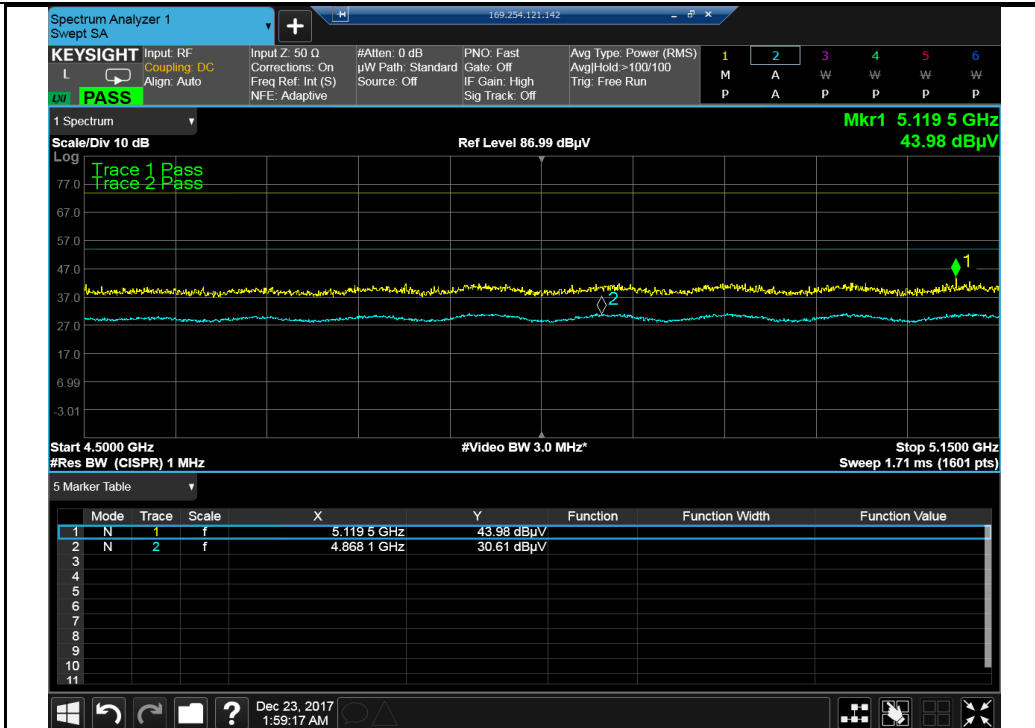 Spectrum Analyzer 1
Swept SA
169.254.121.142
KEYSIGHT
L
LXI
PASS
Input: RF
Coupling: DC
Align: Auto
Input Z: 50 Ω
Corrections: On
Freq Ref: Int (S)
NFE: Adaptive
#Atten: 0 dB
µW Path: Standard
Source: Off
PNO: Fast
Gate: Off
IF Gain: High
Sig Track: Off
Avg Type: Power (RMS)
Avg|Hold:>100/100
Trig: Free Run
1 2 3 4 5 6
M A W W W W
P A P P P P
1 Spectrum
Mkr1 5.119 5 GHz
43.98 dBµV
Scale/Div 10 dB
Ref Level 86.99 dBµV
Log
Trace 1 Pass
Trace 2 Pass
77.0
67.0
57.0
47.0
37.0
27.0
17.0
6.99
-3.01
1
2
Start 4.5000 GHz
#Video BW 3.0 MHz*
Stop 5.1500 GHz
#Res BW (CISPR) 1 MHz
Sweep 1.71 ms (1601 pts)
5 Marker Table
Mode Trace Scale X Y Function Function Width Function Value
1 N 1 f 5.119 5 GHz 43.98 dBµV
2 N 2 f 4.868 1 GHz 30.61 dBµV
3
4
5
6
7
8
9
10
11
?
Dec 23, 2017
1:59:17 AM